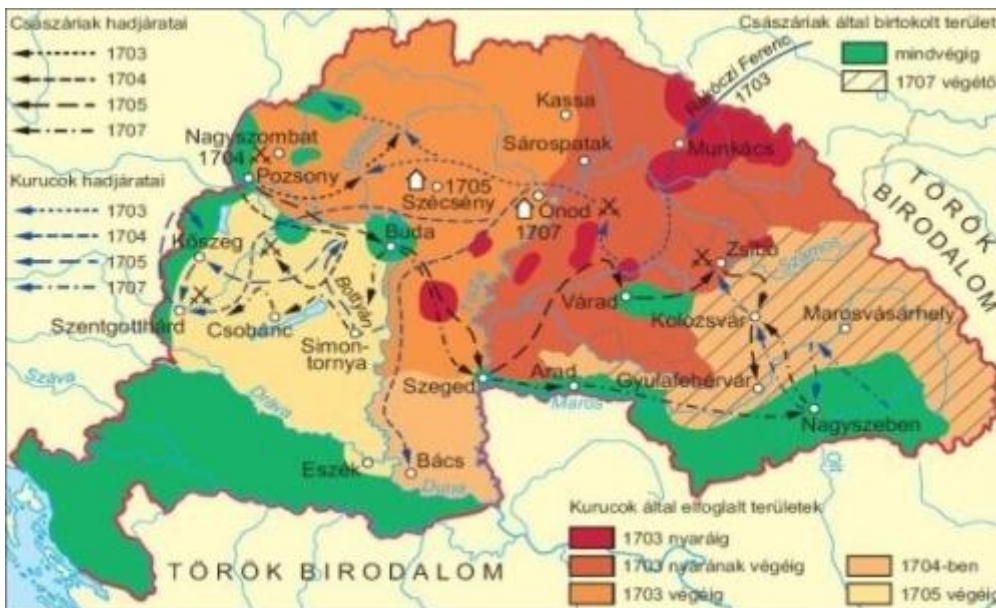 Császáriak hadjáratai
1703
1704
1705
1707
Kurucok hadjáratai
1703
1704
1705
1707
Császáriak által birtokolt terület
mindvégig
1707 végétő
Rákóczi Ferenc
1703
Kassa
Sárospatak
Munkács
Nagyszombat
1704
Pozsony
1705
Szécsény
Ónod
1707
Buda
Kőszeg
Szentgotthárd
Csobánc
Bottyán
Simon-
tornya
Várad
Zsibó
Szamos
Kolozsvár
Marosvásárhely
Gyulafehérvár
Nagyszeben
Szeged
Arad
Maros
Olt
Száva
Dráva
Eszék
Bács
Duna
TÖRÖK
BIRODALOM
TÖRÖK BIRODALOM
Kurucok által elfoglalt területek
1703 nyaráig
1703 nyarának végéig
1703 végéig
1704-ben
1705 végéig